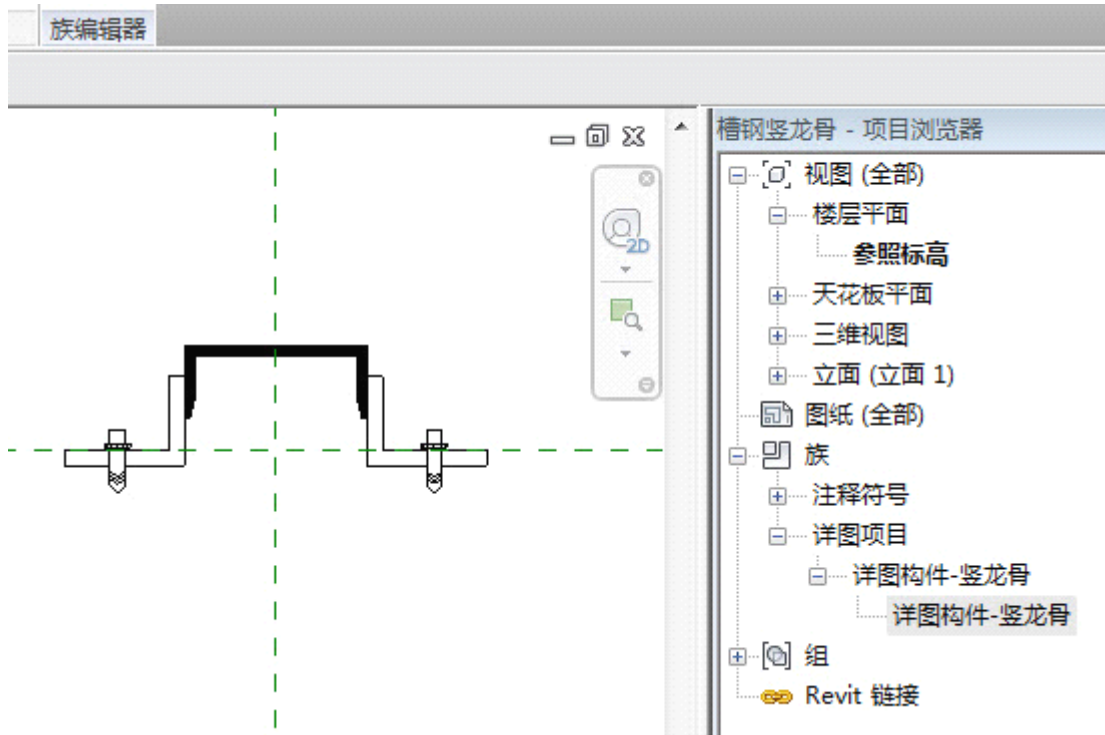 族编辑器
槽钢竖龙骨 - 项目浏览器
视图 (全部)
楼层平面
参照标高
2D
天花板平面
三维视图
立面 (立面 1)
图纸 (全部)
族
注释符号
详图项目
详图构件-竖龙骨
详图构件-竖龙骨
组
Revit 链接